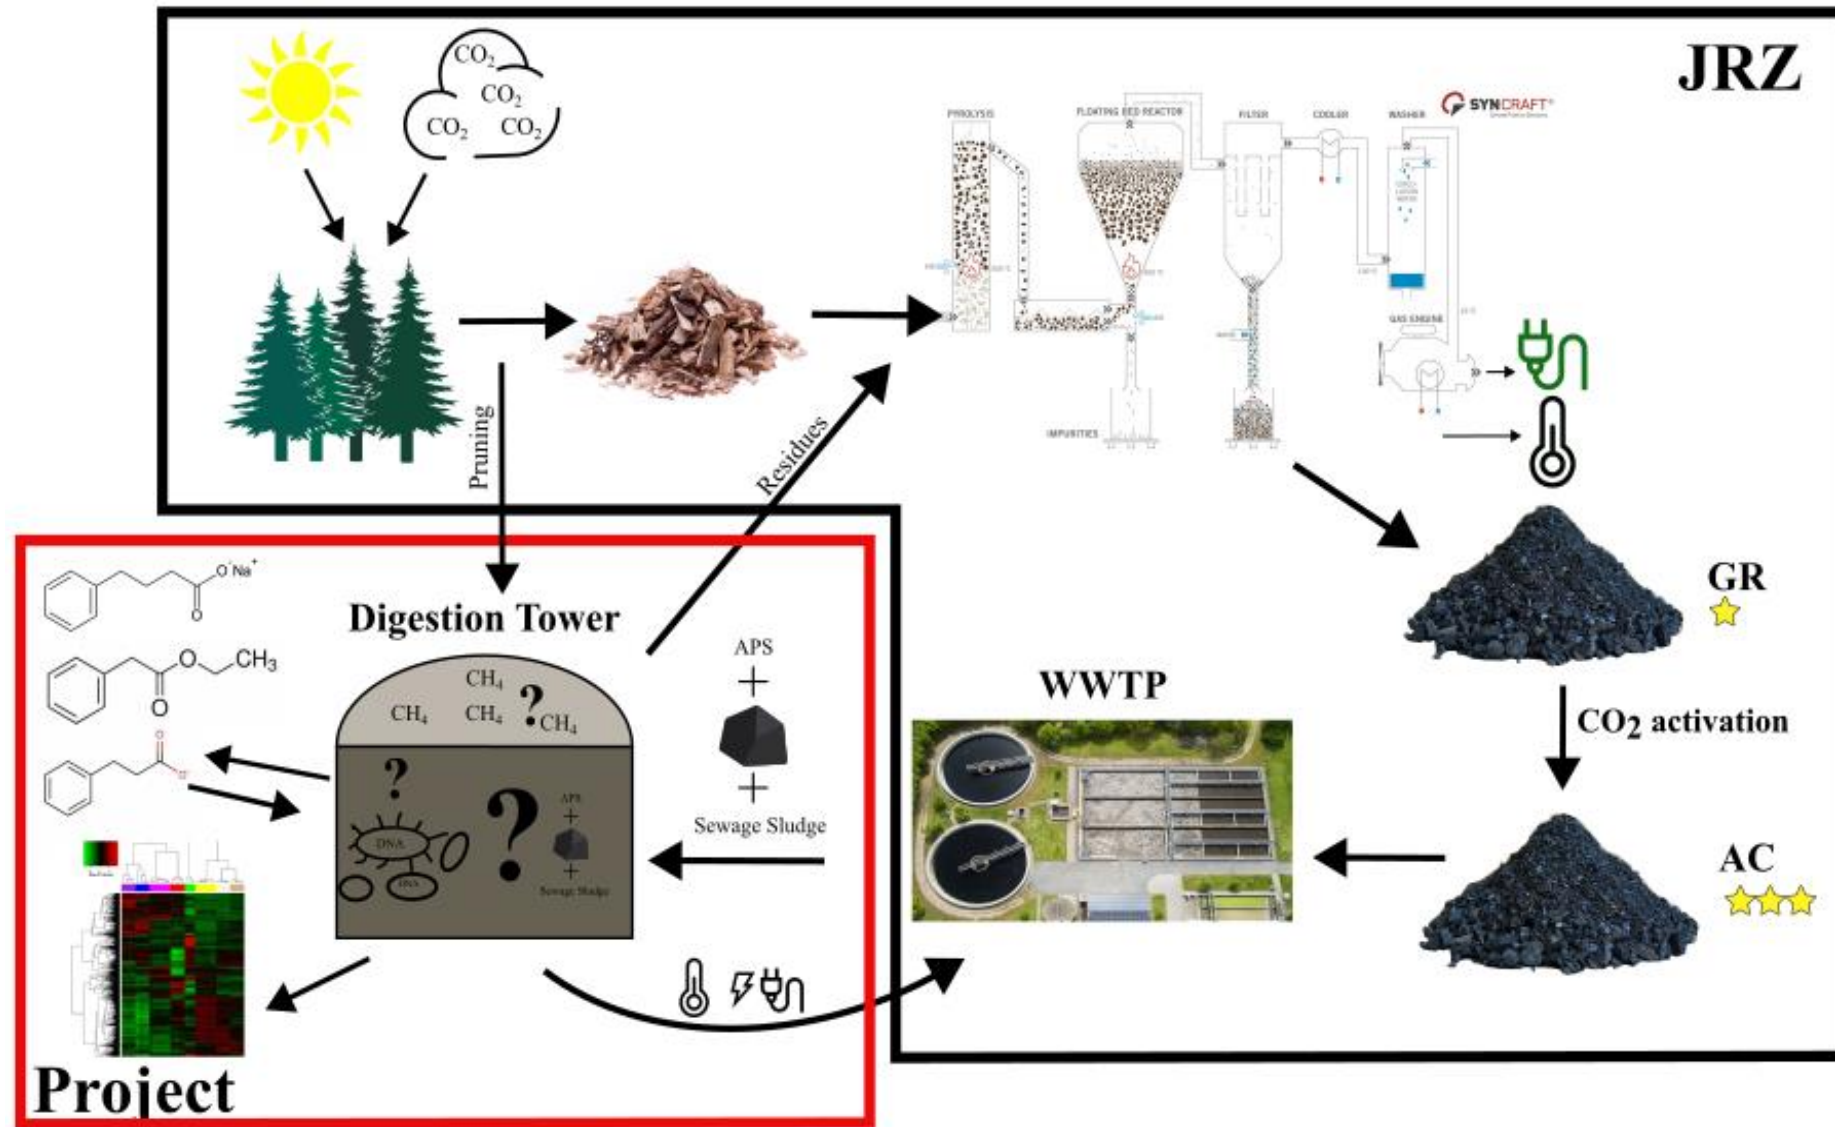 JRZ
CO2
CO2
CO2
CO2
SYNCRAFT®
PYROLYSIS
FLOATING BED REACTOR
FILTER
COOLER
WASHER
GAS ENGINE
IMPURITIES
Pruning
Residues
GR
CO2 activation
AC
WWTP
O-Na+
O
Digestion Tower
O
CH3
O
O
O-
CH4
CH4
CH4
CH4
?
?
?
DNA
DNA
APS
+
+
Sewage Sludge
APS
+
+
Sewage Sludge
Project